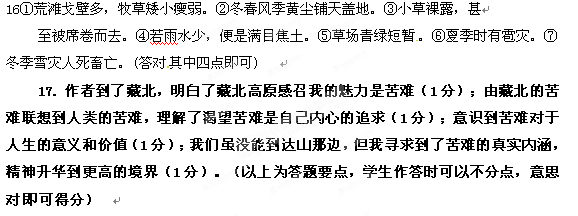 16①荒滩戈壁多，牧草矮小瘦弱。②冬春风季黄尘铺天盖地。③小草裸露，甚
至被席卷而去。④若雨水少，便是满目焦土。⑤草场青绿短暂。⑥夏季时有雹灾。⑦
冬季雪灾人死畜亡。(答对其中四点即可)
17. 作者到了藏北，明白了藏北高原感召我的魅力是苦难（1分）；由藏北的苦
难联想到人类的苦难，理解了渴望苦难是自己内心的追求（1分）；意识到苦难对于
人生的意义和价值（1分）；我们虽没能到达山那边，但我寻求到了苦难的真实内涵，
精神升华到更高的境界（1分）。（以上为答题要点，学生作答时可以不分点，意思
对即可得分）